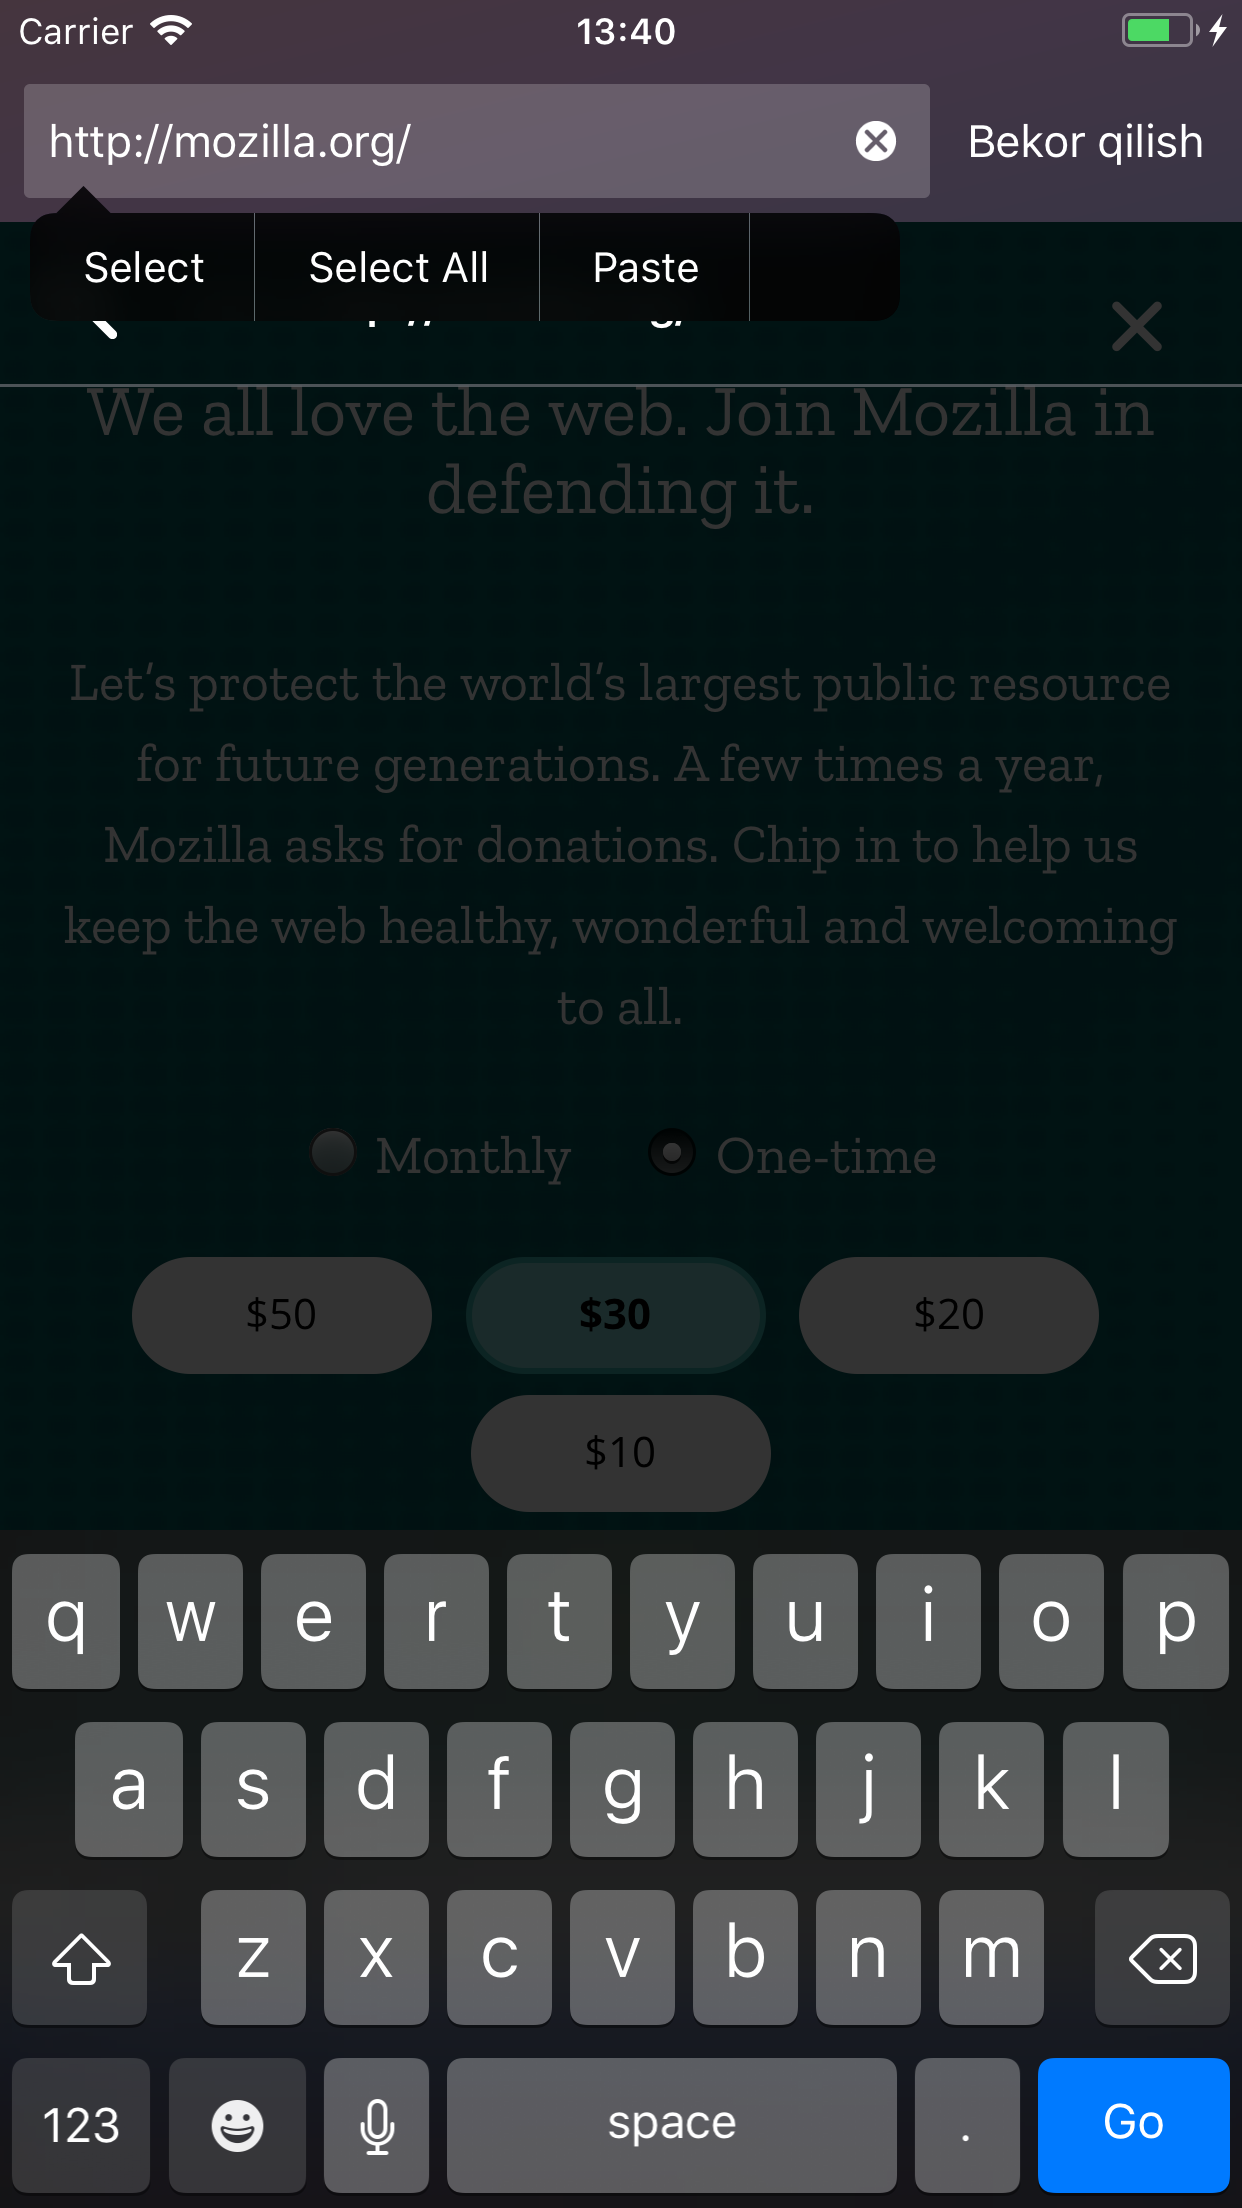 Carrier 13:40
http://mozilla.org/ Bekor qilish
Select Select All Paste
We all love the web. Join Mozilla in
defending it.
Let’s protect the world’s largest public resource
for future generations. A few times a year,
Mozilla asks for donations. Chip in to help us
keep the web healthy, wonderful and welcoming
to all.
Monthly One-time
$50 $30 $20
$10
q w e r t y u i o p
a s d f g h j k l
z x c v b n m
123 space . Go